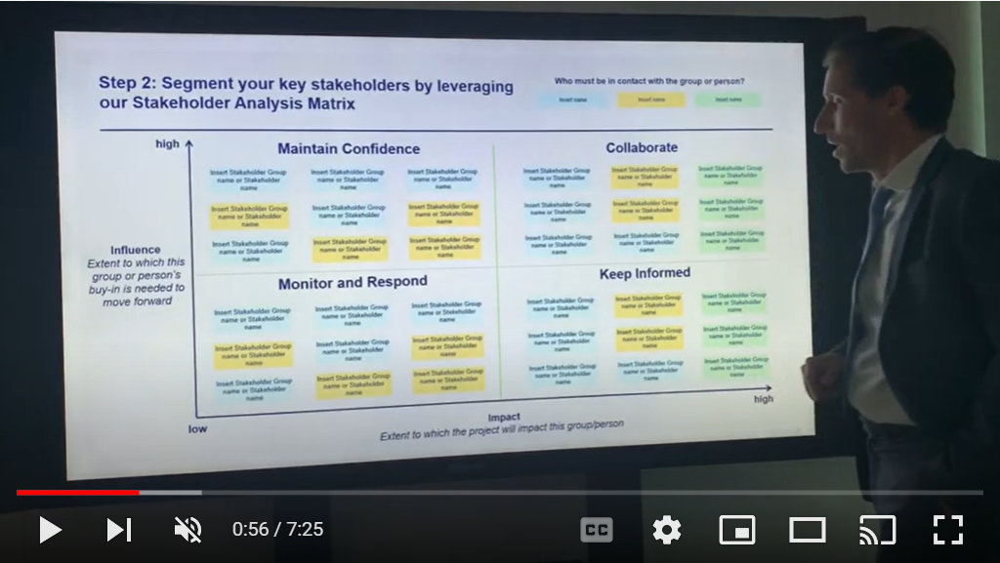 Step 2: Segment your key stakeholders by leveraging
our Stakeholder Analysis Matrix
Who must be in contact with the group or person?
Insert name Insert name Insert name
high
Maintain Confidence
Insert Stakeholder Group Insert Stakeholder Group Insert Stakeholder Group
name or Stakeholder name or Stakeholder name or Stakeholder
name name name
Insert Stakeholder Group Insert Stakeholder Group Insert Stakeholder Group
name or Stakeholder name or Stakeholder name or Stakeholder
name name name
Insert Stakeholder Group Insert Stakeholder Group Insert Stakeholder Group
name or Stakeholder name or Stakeholder name or Stakeholder
name name name
Collaborate
Insert Stakeholder Group Insert Stakeholder Group Insert Stakeholder Group
name or Stakeholder name or Stakeholder name or Stakeholder
name name name
Insert Stakeholder Group Insert Stakeholder Group Insert Stakeholder Group
name or Stakeholder name or Stakeholder name or Stakeholder
name name name
Insert Stakeholder Group Insert Stakeholder Group Insert Stakeholder Group
name or Stakeholder name or Stakeholder name or Stakeholder
name name name
Influence
Extent to which this
group or person's
buy-in is needed to
move forward
Monitor and Respond
Insert Stakeholder Group Insert Stakeholder Group Insert Stakeholder Group
name or Stakeholder name or Stakeholder name or Stakeholder
name name name
Insert Stakeholder Group Insert Stakeholder Group Insert Stakeholder Group
name or Stakeholder name or Stakeholder name or Stakeholder
name name name
Insert Stakeholder Group Insert Stakeholder Group Insert Stakeholder Group
name or Stakeholder name or Stakeholder name or Stakeholder
name name name
Keep Informed
Insert Stakeholder Group Insert Stakeholder Group Insert Stakeholder Group
name or Stakeholder name or Stakeholder name or Stakeholder
name name name
Insert Stakeholder Group Insert Stakeholder Group Insert Stakeholder Group
name or Stakeholder name or Stakeholder name or Stakeholder
name name name
Insert Stakeholder Group Insert Stakeholder Group Insert Stakeholder Group
name or Stakeholder name or Stakeholder name or Stakeholder
name name name
low
Impact
high
Extent to which the project will impact this group/person
0:56 / 7:25
CC